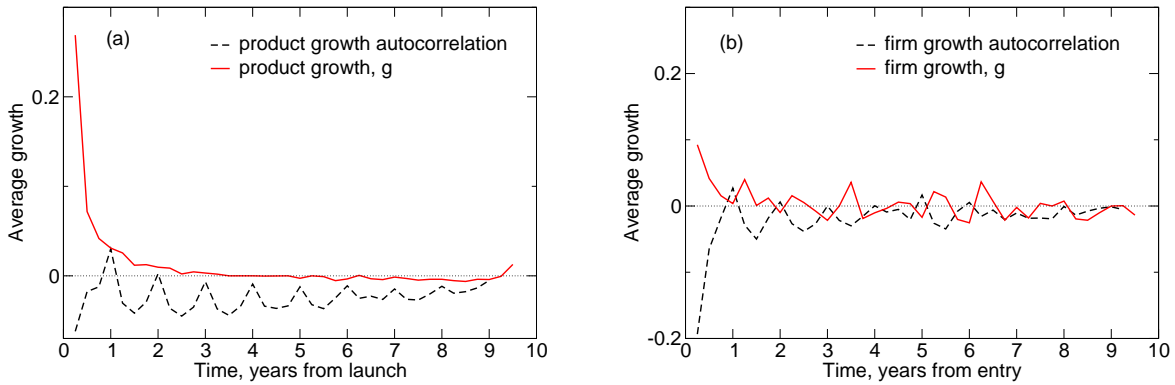 (a)
product growth autocorrelation
product growth, g
Average growth
0.2
0
0 1 2 3 4 5 6 7 8 9 10
Time, years from launch
(b)
firm growth autocorrelation
firm growth, g
Average growth
0.2
0
-0.2
0 1 2 3 4 5 6 7 8 9 10
Time, years from entry